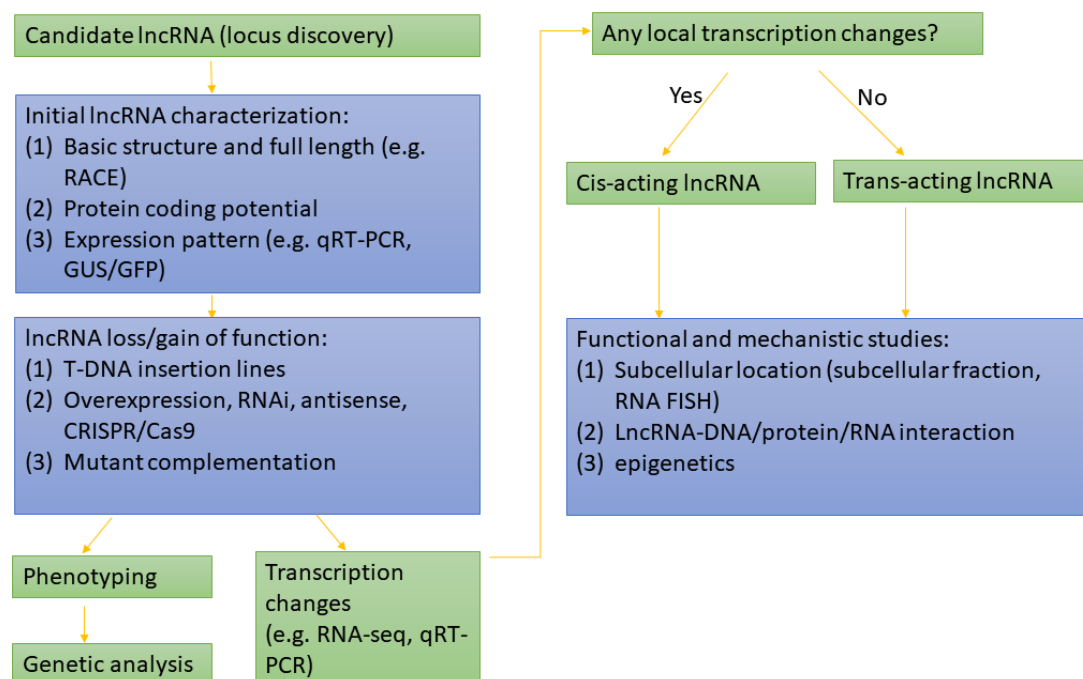 Candidate lncRNA (locus discovery)
Initial lncRNA characterization:
(1) Basic structure and full length (e.g.
RACE)
(2) Protein coding potential
(3) Expression pattern (e.g. qRT-PCR,
GUS/GFP)
lncRNA loss/gain of function:
(1) T-DNA insertion lines
(2) Overexpression, RNAi, antisense,
CRISPR/Cas9
(3) Mutant complementation
Phenotyping
Genetic analysis
Transcription
changes
(e.g. RNA-seq, qRT-
PCR)
Any local transcription changes?
Yes
No
Cis-acting lncRNA
Trans-acting lncRNA
Functional and mechanistic studies:
(1) Subcellular location (subcellular fraction,
RNA FISH)
(2) LncRNA-DNA/protein/RNA interaction
(3) epigenetics